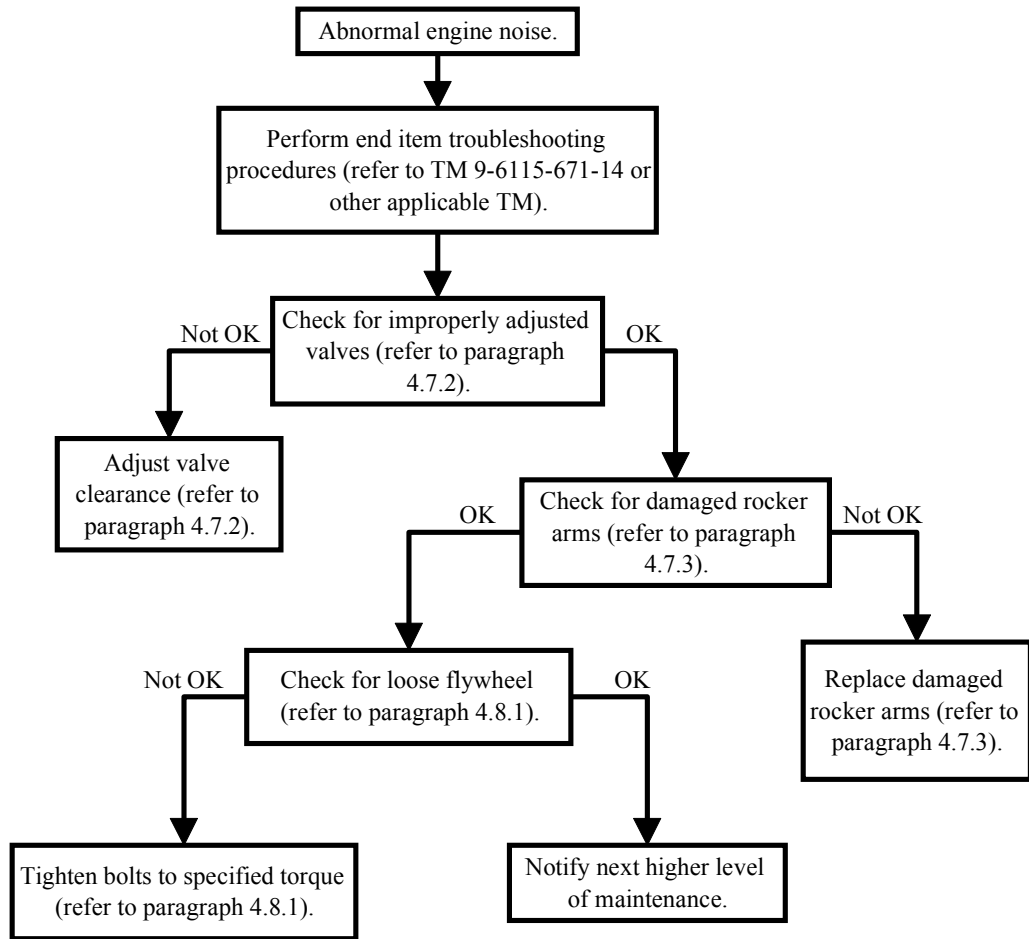 Abnormal engine noise.
Perform end item troubleshooting
procedures (refer to TM 9-6115-671-14 or
other applicable TM).
Not OK
Check for improperly adjusted
valves (refer to paragraph
4.7.2).
OK
Adjust valve
clearance (refer to
paragraph 4.7.2).
OK
Check for damaged rocker
arms (refer to paragraph
4.7.3).
Not OK
Not OK
Check for loose flywheel
(refer to paragraph 4.8.1).
OK
Replace damaged
rocker arms (refer to
paragraph 4.7.3).
Tighten bolts to specified torque
(refer to paragraph 4.8.1).
Notify next higher level
of maintenance.